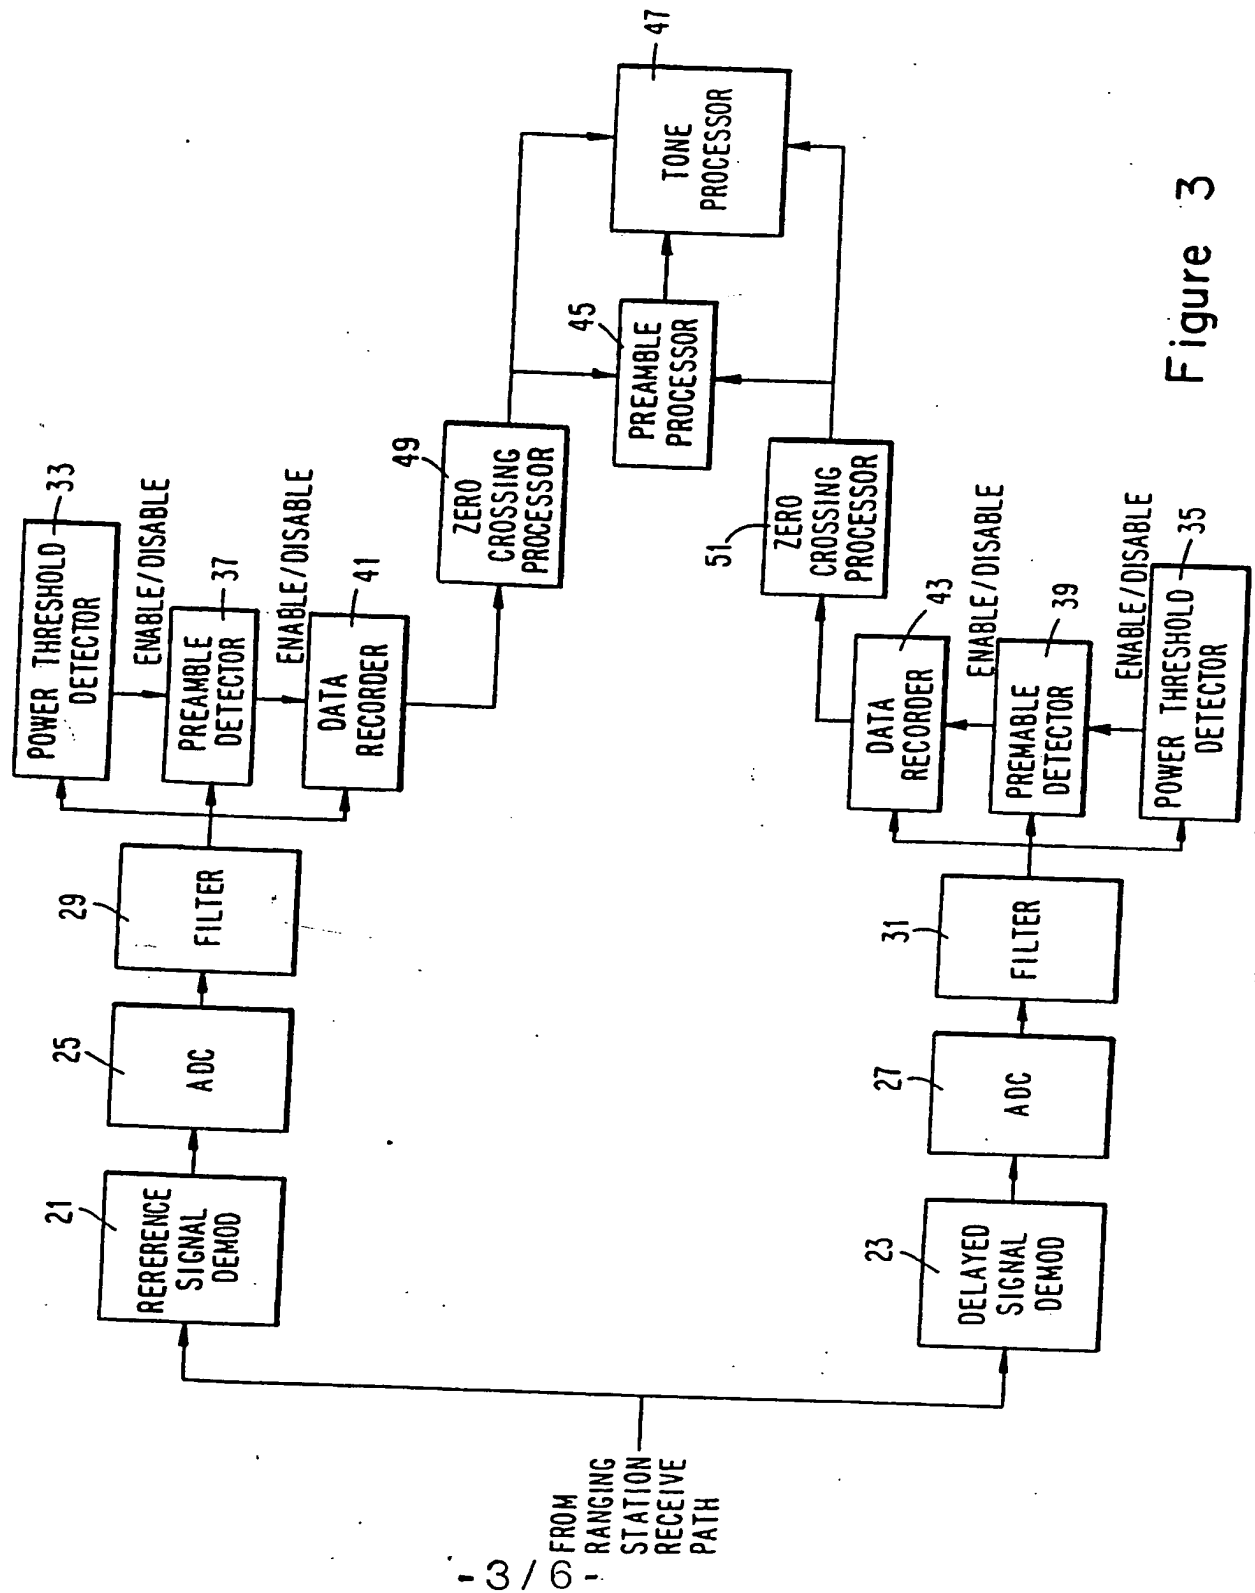 - 3/6 -
FROM
RANGING
STATION
RECEIVE
PATH
21
RERERENCE
SIGNAL
DEMOD
25
ADC
29
FILTER
33
POWER THRESHOLD
DETECTOR
ENABLE/DISABLE
37
PREAMBLE
DETECTOR
ENABLE/DISABLE
41
DATA
RECORDER
49
ZERO
CROSSING
PROCESSOR
45
PREAMBLE
PROCESSOR
47
TONE
PROCESSOR
51
ZERO
CROSSING
PROCESSOR
23
DELAYED
SIGNAL
DEMOD
27
ADC
31
FILTER
43
DATA
RECORDER
ENABLE/DISABLE
39
PREMABLE
DETECTOR
ENABLE/DISABLE
35
POWER THRESHOLD
DETECTOR
Figure 3